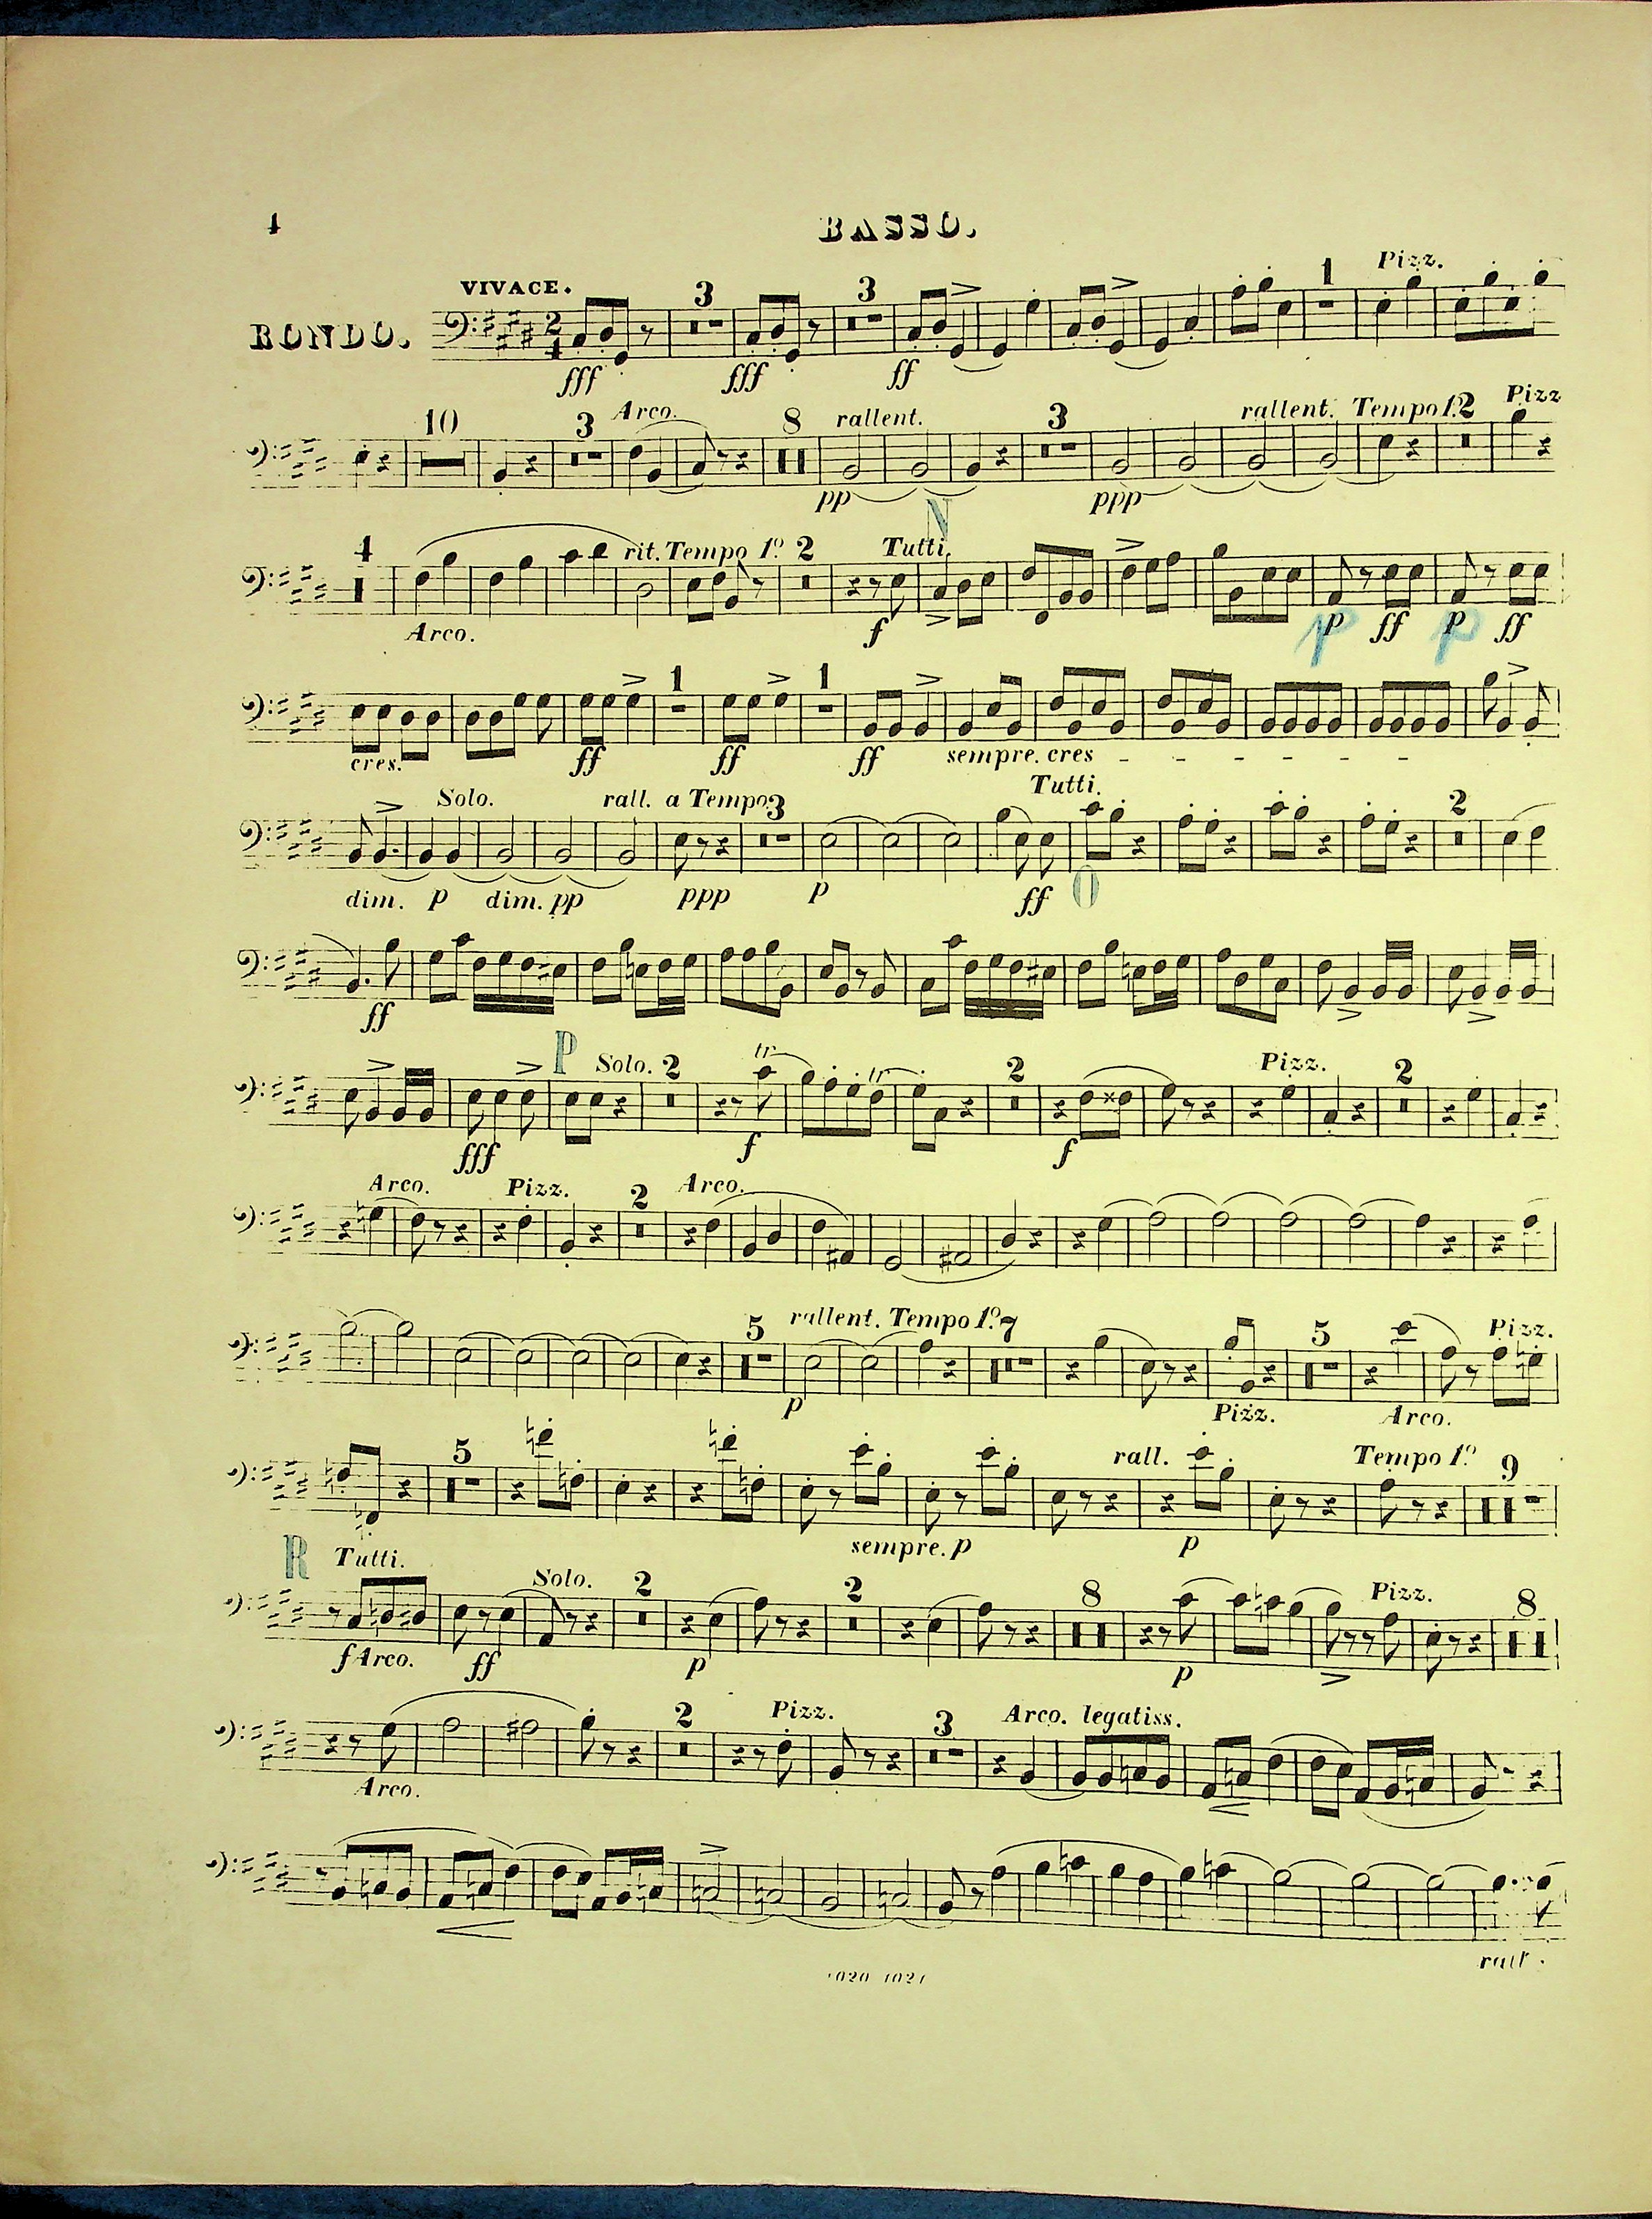 4
BASSO.
VIVACE.
RONDO.
3 3 1 Pizz.
fff fff ff
10 3 Arco. 8 rallent. 3 rallent. Tempo 1º 2 Pizz
pp ppp
N
4 rit. Tempo 1º 2 Tutti.
Arco. f p ff p ff
p p
1 1
cres. ff ff ff sempre. cres
Solo. rall. a Tempo. 3 Tutti. 2
dim. p dim. pp ppp p ff O
ff
P Solo. 2 tr tr 2 Pizz. 2
fff f f
Arco. Pizz. 2 Arco.
5 rallent. Tempo 1º 7 5 Pizz.
p Pizz. Arco.
5 rall. Tempo 1º 9
sempre. p p
R Tutti. Solo. 2 2 8 Pizz. 8
f Arco. ff p p
2 Pizz. 3 Arco. legatiss.
Arco.
rall.
1020 1021